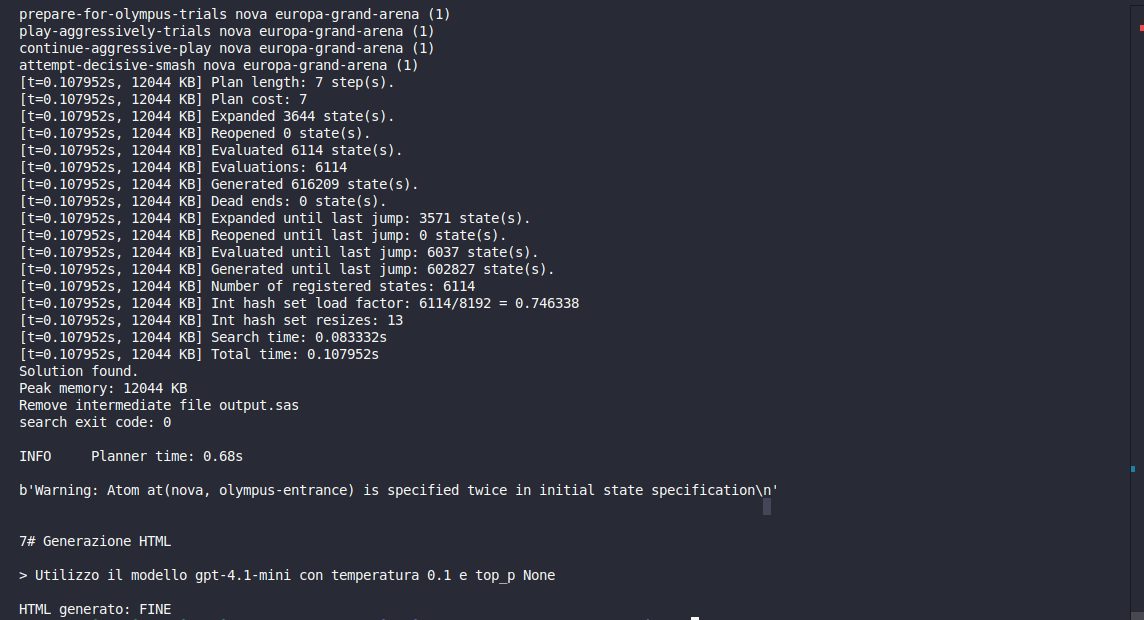 prepare-for-olympus-trials nova europa-grand-arena (1)
play-aggressively-trials nova europa-grand-arena (1)
continue-aggressive-play nova europa-grand-arena (1)
attempt-decisive-smash nova europa-grand-arena (1)
[t=0.107952s, 12044 KB] Plan length: 7 step(s).
[t=0.107952s, 12044 KB] Plan cost: 7
[t=0.107952s, 12044 KB] Expanded 3644 state(s).
[t=0.107952s, 12044 KB] Reopened 0 state(s).
[t=0.107952s, 12044 KB] Evaluated 6114 state(s).
[t=0.107952s, 12044 KB] Evaluations: 6114
[t=0.107952s, 12044 KB] Generated 616209 state(s).
[t=0.107952s, 12044 KB] Dead ends: 0 state(s).
[t=0.107952s, 12044 KB] Expanded until last jump: 3571 state(s).
[t=0.107952s, 12044 KB] Reopened until last jump: 0 state(s).
[t=0.107952s, 12044 KB] Evaluated until last jump: 6037 state(s).
[t=0.107952s, 12044 KB] Generated until last jump: 602827 state(s).
[t=0.107952s, 12044 KB] Number of registered states: 6114
[t=0.107952s, 12044 KB] Int hash set load factor: 6114/8192 = 0.746338
[t=0.107952s, 12044 KB] Int hash set resizes: 13
[t=0.107952s, 12044 KB] Search time: 0.083332s
[t=0.107952s, 12044 KB] Total time: 0.107952s
Solution found.
Peak memory: 12044 KB
Remove intermediate file output.sas
search exit code: 0
INFO     Planner time: 0.68s
b'Warning: Atom at(nova, olympus-entrance) is specified twice in initial state specification\n'
7# Generazione HTML
> Utilizzo il modello gpt-4.1-mini con temperatura 0.1 e top_p None
HTML generato: FINE